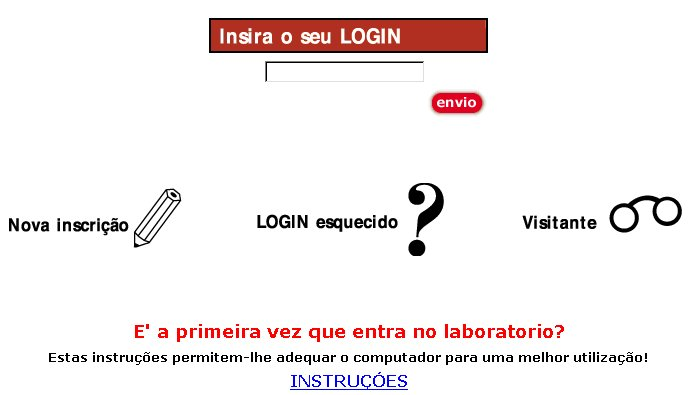 Insira o seu LOGIN
envio
Nova inscrição
LOGIN esquecido
?
Visitante
E' a primeira vez que entra no laboratorio?
Estas instruções permitem-lhe adequar o computador para uma melhor utilização!
INSTRUÇÓES